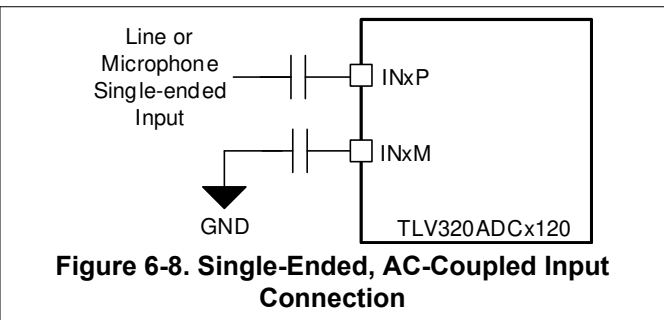 Line or
Microphone
Single-ended
Input
INxP
INxM
GND
TLV320ADCx120
Figure 6-8. Single-Ended, AC-Coupled Input
Connection